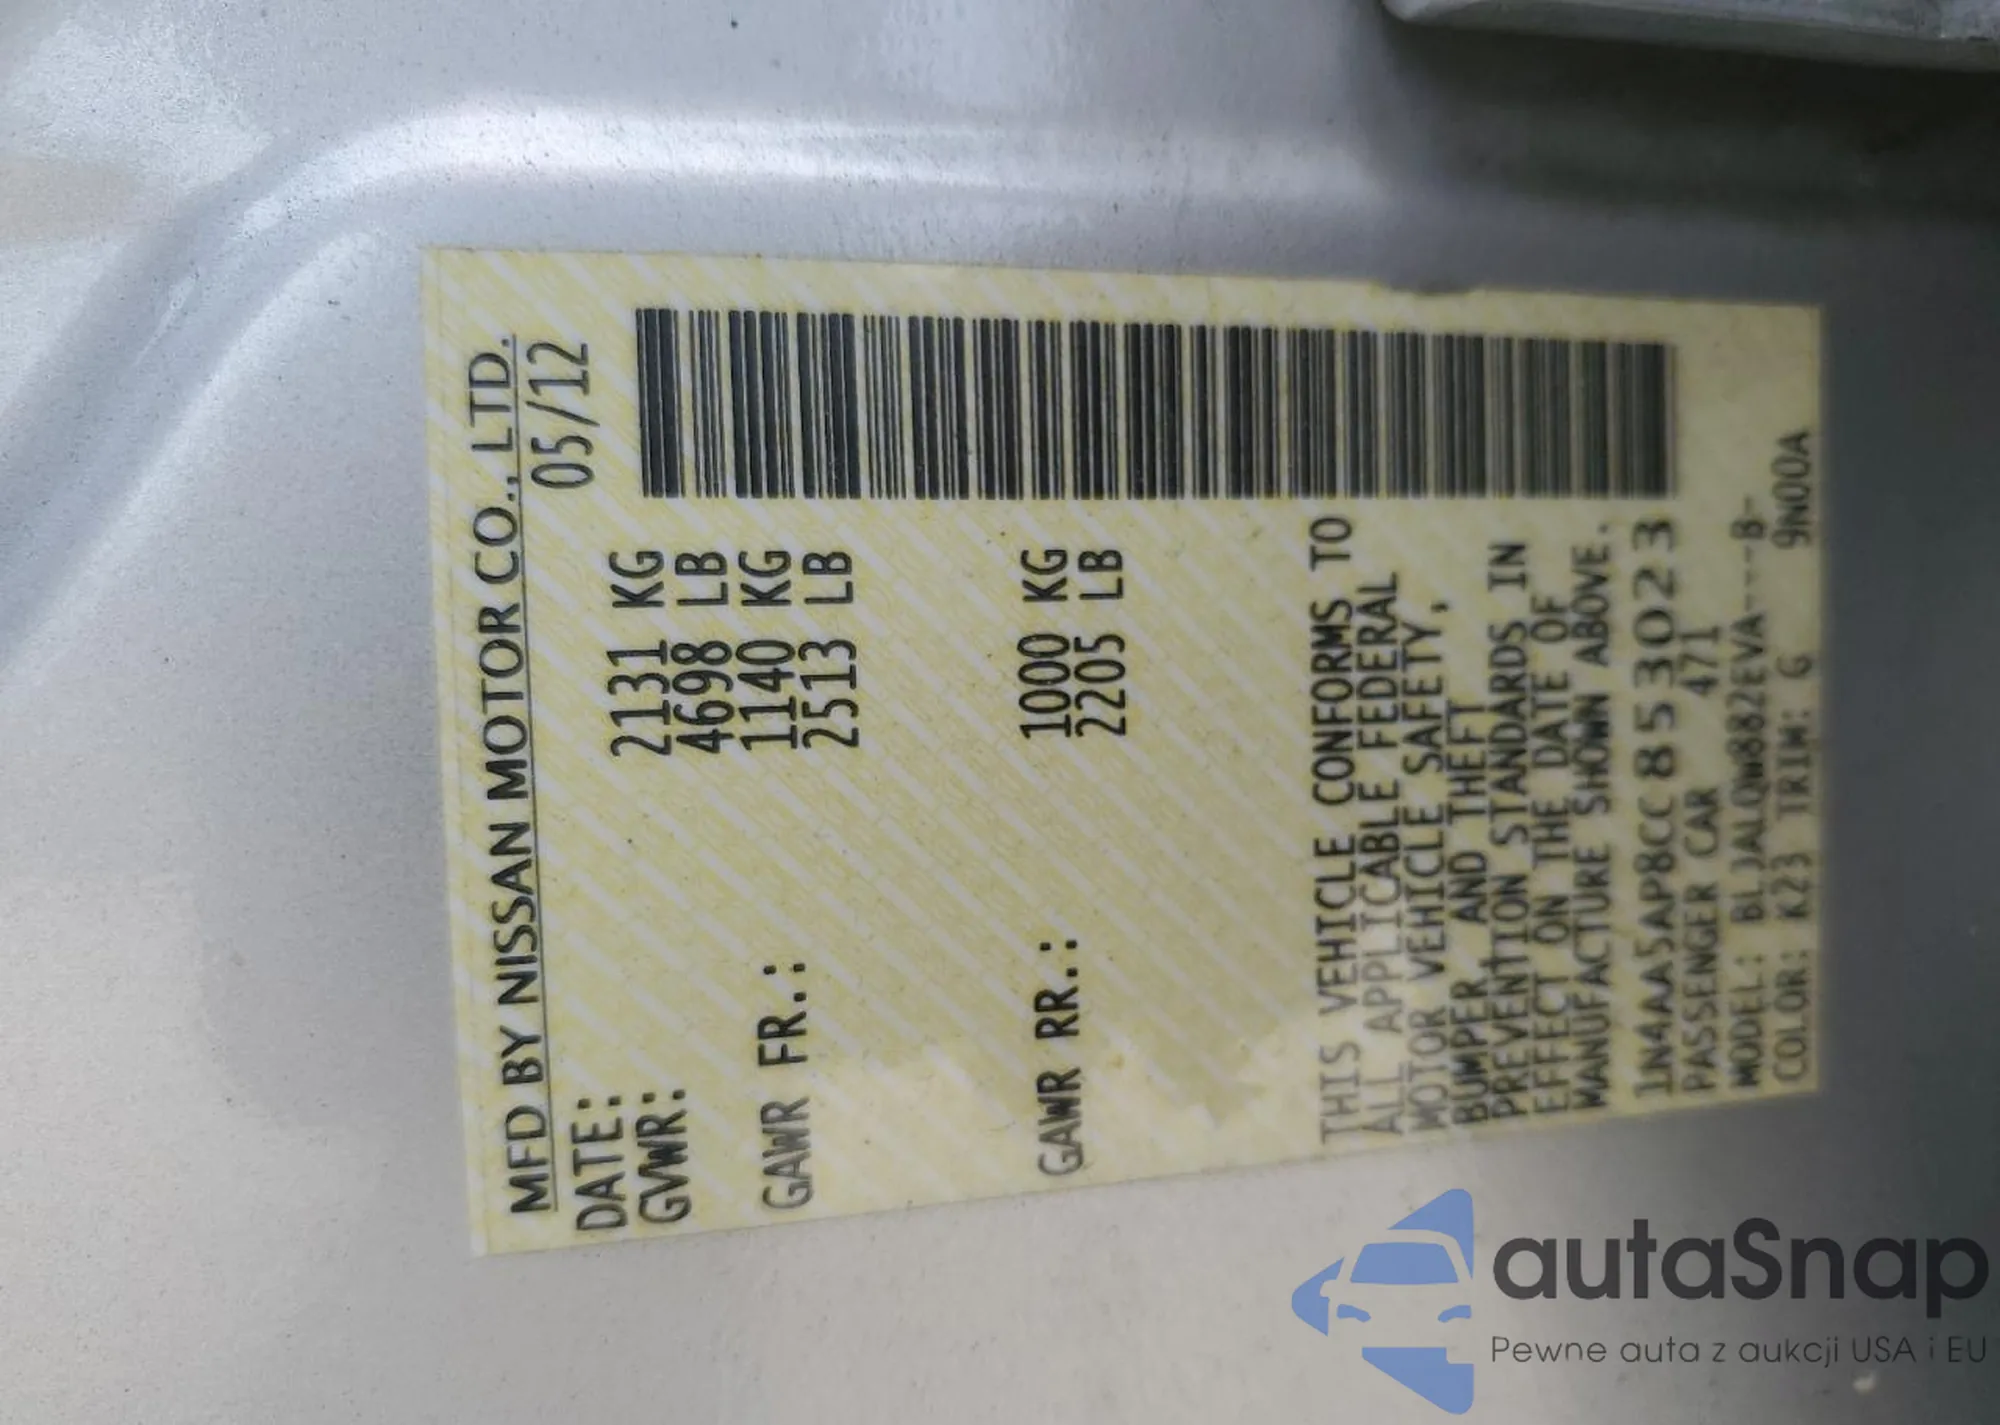 MFD BY NISSAN MOTOR CO., LTD.
DATE: 05/12
GVWR: 2131 KG
4698 LB
GAWR FR.: 1140 KG
2513 LB
GAWR RR.: 1000 KG
2205 LB
THIS VEHICLE CONFORMS TO
ALL APPLICABLE FEDERAL
MOTOR VEHICLE SAFETY,
BUMPER, AND THEFT
PREVENTION STANDARDS IN
EFFECT ON THE DATE OF
MANUFACTURE SHOWN ABOVE.
1N4AA5AP8CC853023
PASSENGER CAR 471
MODEL: BLJALQW882EVA---B-
COLOR: K23 TRIM: G 9N00A
autaSnap
Pewne auta z aukcji USA i EU